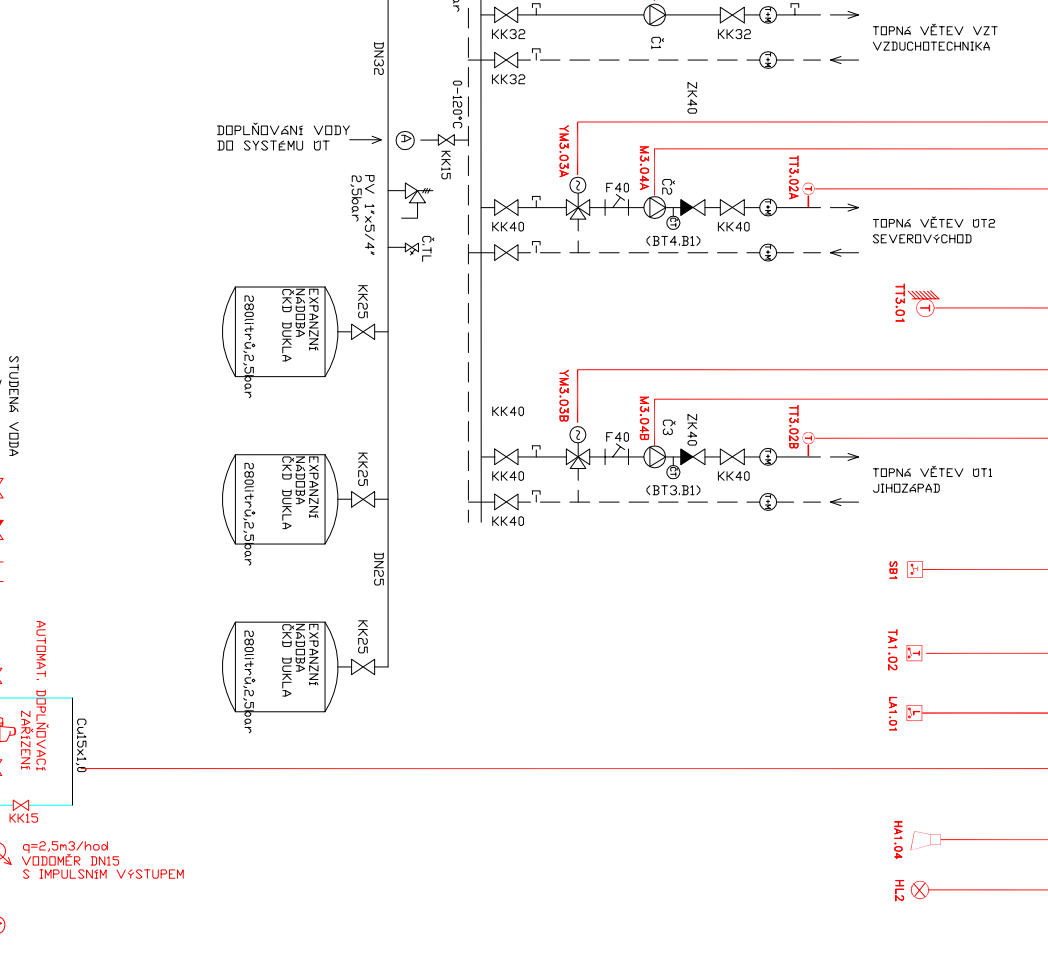 KK32
Č1
KK32
TOPNÁ VĚTEV VZT
VZDUCHOTECHNIKA
KK32
DN32
0-120°C
ZK40
DOPLŇOVÁNÍ VODY
DO SYSTÉMU ÚT
A
KK15
YM3.03A
M3.04A
TT3.02A
T
PV 1"x5/4"
2,5bar
Č.TL
F40
Č2
ČT
(BT4.B1)
KK40
KK40
TOPNÁ VĚTEV ÚT2
SEVEROVÝCHOD
TT3.01
T
KK25
EXPANZNÍ
NÁDOBA
ČKD DUKLA
280litrů,2,5bar
STUDENÁ VODA
YM3.03B
M3.04B
TT3.02B
T
KK40
F40
Č3
ZK40
ČT
(BT3.B1)
KK40
KK40
KK40
TOPNÁ VĚTEV ÚT1
JIHOZÁPAD
KK25
EXPANZNÍ
NÁDOBA
ČKD DUKLA
280litrů,2,5bar
DN25
SB1
KK25
EXPANZNÍ
NÁDOBA
ČKD DUKLA
280litrů,2,5bar
TA1.02
T
LA1.01
L
AUTOMAT. DOPLŇOVACÍ
ZAŘÍZENÍ
Cu15x1,0
KK15
q=2,5m3/hod
VODOMĚR DN15
S IMPULSNÍM VÝSTUPEM
HA1.04
HL2